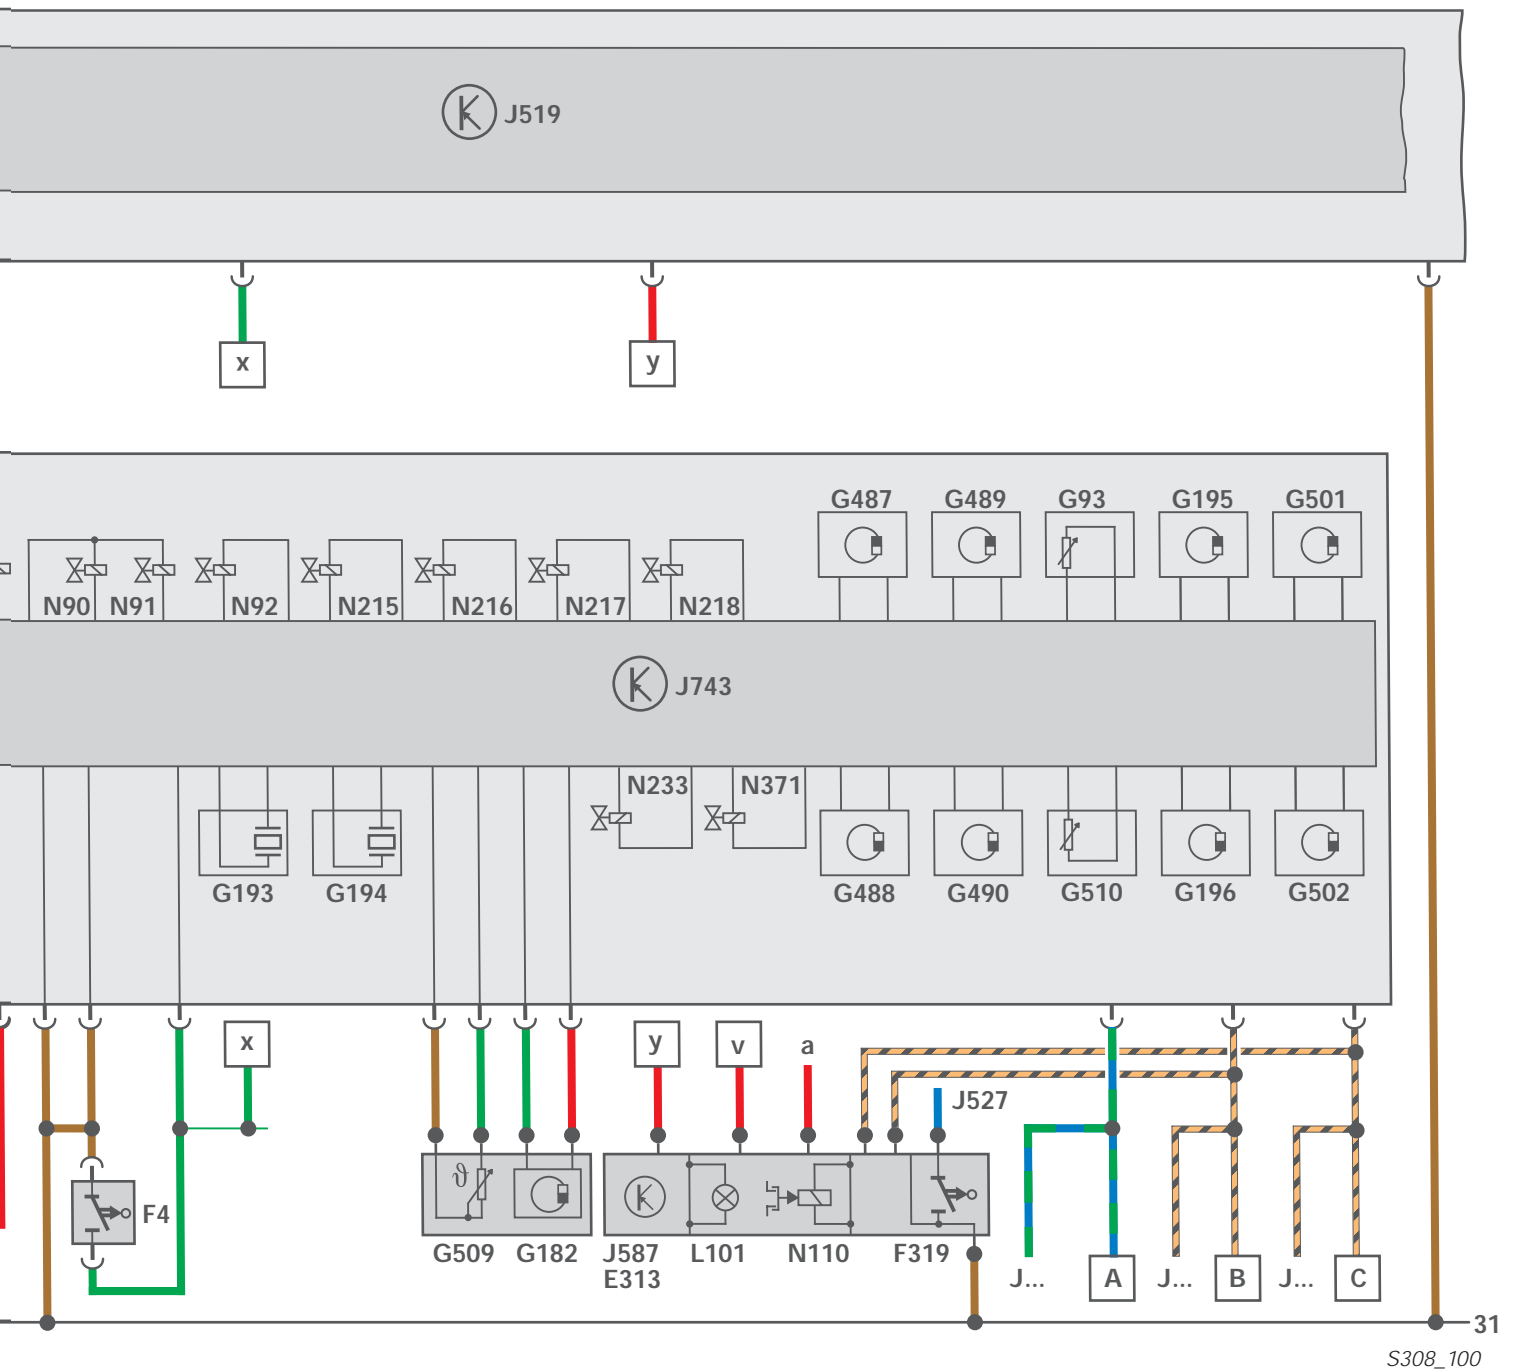 J519
x
y
G487 G489 G93 G195 G501
N90 N91 N92 N215 N216 N217 N218
J743
N233 N371
G193 G194 G488 G490 G510 G196 G502
x y v a
J527
F4
G509 G182 J587 L101 N110 F319
E313 J... A J... B J... C
31
S308_100